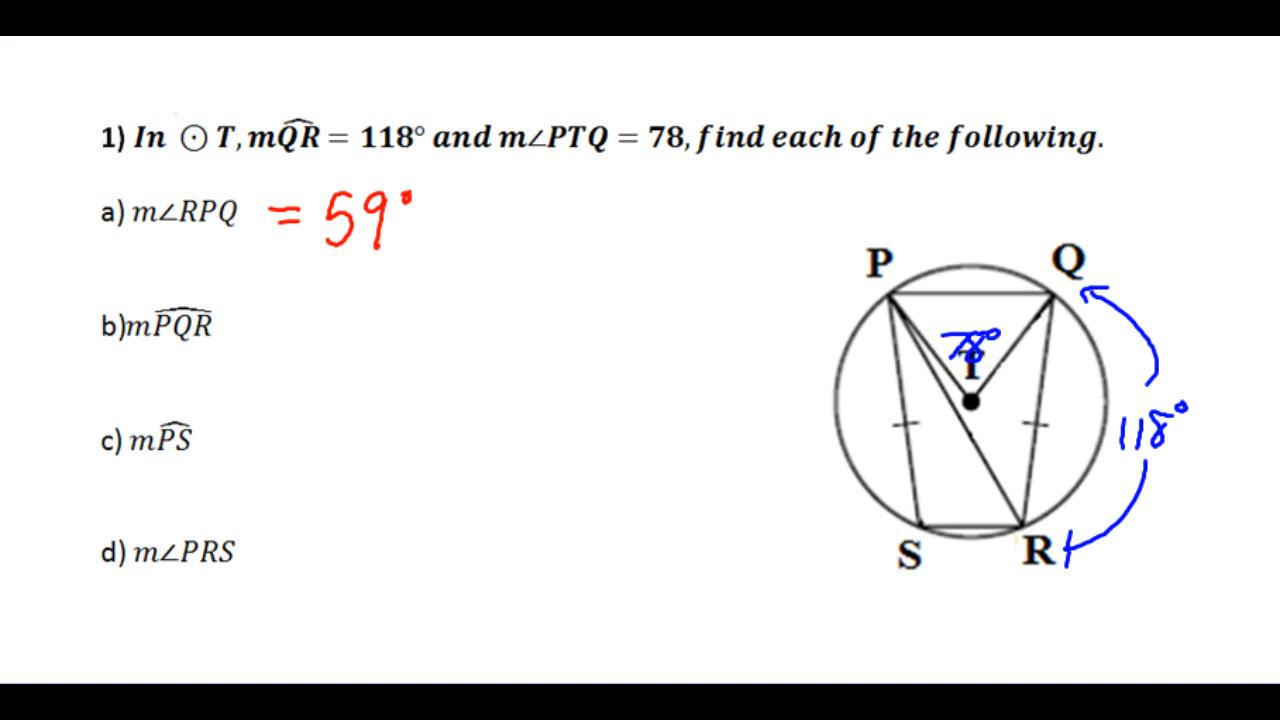 1) In ⊙ T, mQR͡ = 118° and m∠PTQ = 78, find each of the following.
a) m∠RPQ = 59°
P Q
78°
T
b)mPQR͡
c) mPS͡
118°
d) m∠PRS
S R